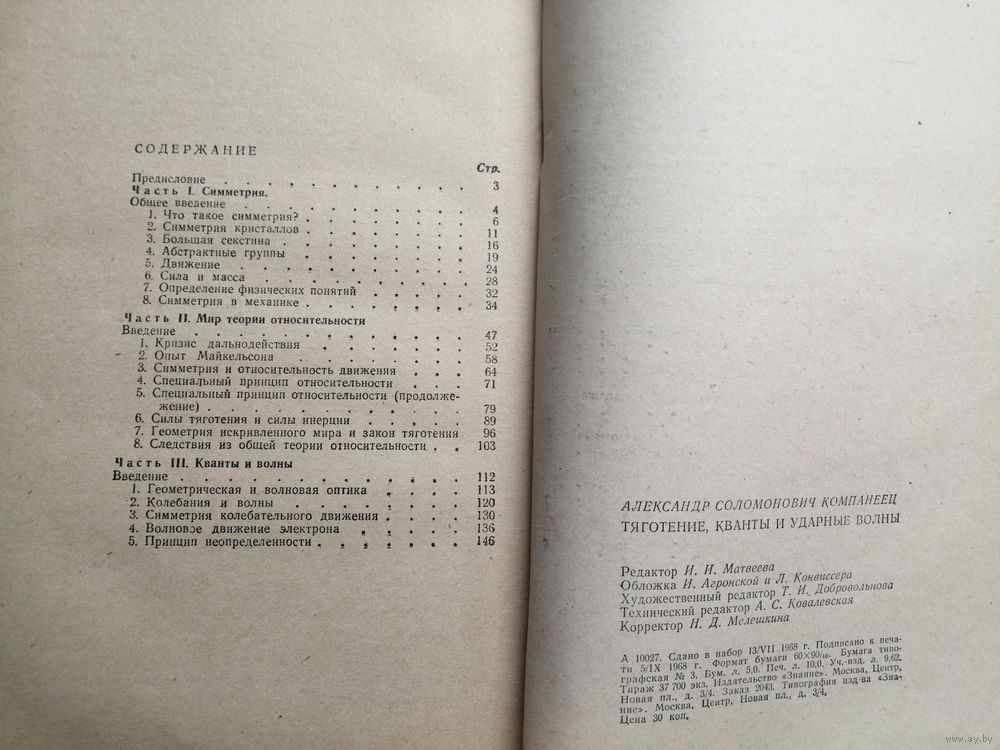 СОДЕРЖАНИЕ
Стр.
Предисловие . . . . . . . . . . 3
Часть I. Симметрия.
Общее введение . . . . . . . . . . 4
1. Что такое симметрия? . . . . . . . . 6
2. Симметрия кристаллов . . . . . . . . 11
3. Большая секстина . . . . . . . . 16
4. Абстрактные группы . . . . . . . . 19
5. Движение . . . . . . . . . . 24
6. Сила и масса . . . . . . . . . 28
7. Определение физических понятий . . . . . 32
8. Симметрия в механике . . . . . . . 34
Часть II. Мир теории относительности
Введение . . . . . . . . . . 47
1. Кризис дальнодействия . . . . . . . 52
2. Опыт Майкельсона . . . . . . . 58
3. Симметрия и относительность движения . . . 64
4. Специальный принцип относительности . . . 71
5. Специальный принцип относительности (продолже-
жение) . . . . . . . . . . 79
6. Силы тяготения и силы инерции . . . . . 89
7. Геометрия искривленного мира и закон тяготения 96
8. Следствия из общей теории относительности . . 103
Часть III. Кванты и волны
Введение . . . . . . . . . . 112
1. Геометрическая и волновая оптика . . . . 113
2. Колебания и волны . . . . . . . 120
3. Симметрия колебательного движения . . . . 130
4. Волновое движение электрона . . . . . 136
5. Принцип неопределенности . . . . . . 146
АЛЕКСАНДР СОЛОМОНОВИЧ КОМПАНЕЕЦ
ТЯГОТЕНИЕ, КВАНТЫ И УДАРНЫЕ ВОЛНЫ
Редактор И. И. Матвеева
Обложка И. Агронской и Л. Конвиссера
Художественный редактор Т. И. Добровольнова
Технический редактор А. С. Ковалевская
Корректор Н. Д. Мелешкина
А 10027. Сдано в набор 13/VII 1968 г. Подписано к печа-
ти 5/IX 1968 г. Формат бумаги 60×90/16. Бумага типо-
графская № 3. Бум. л. 5,0. Печ. л. 10,0. Уч.-изд. л. 9,62.
Тираж 37 700 экз. Издательство «Знание». Москва, Центр,
Новая пл., д. 3/4. Заказ 2043. Типография изд-ва «Зна-
ние». Москва, Центр, Новая пл., д. 3/4.
Цена 30 коп.
www.ay.by